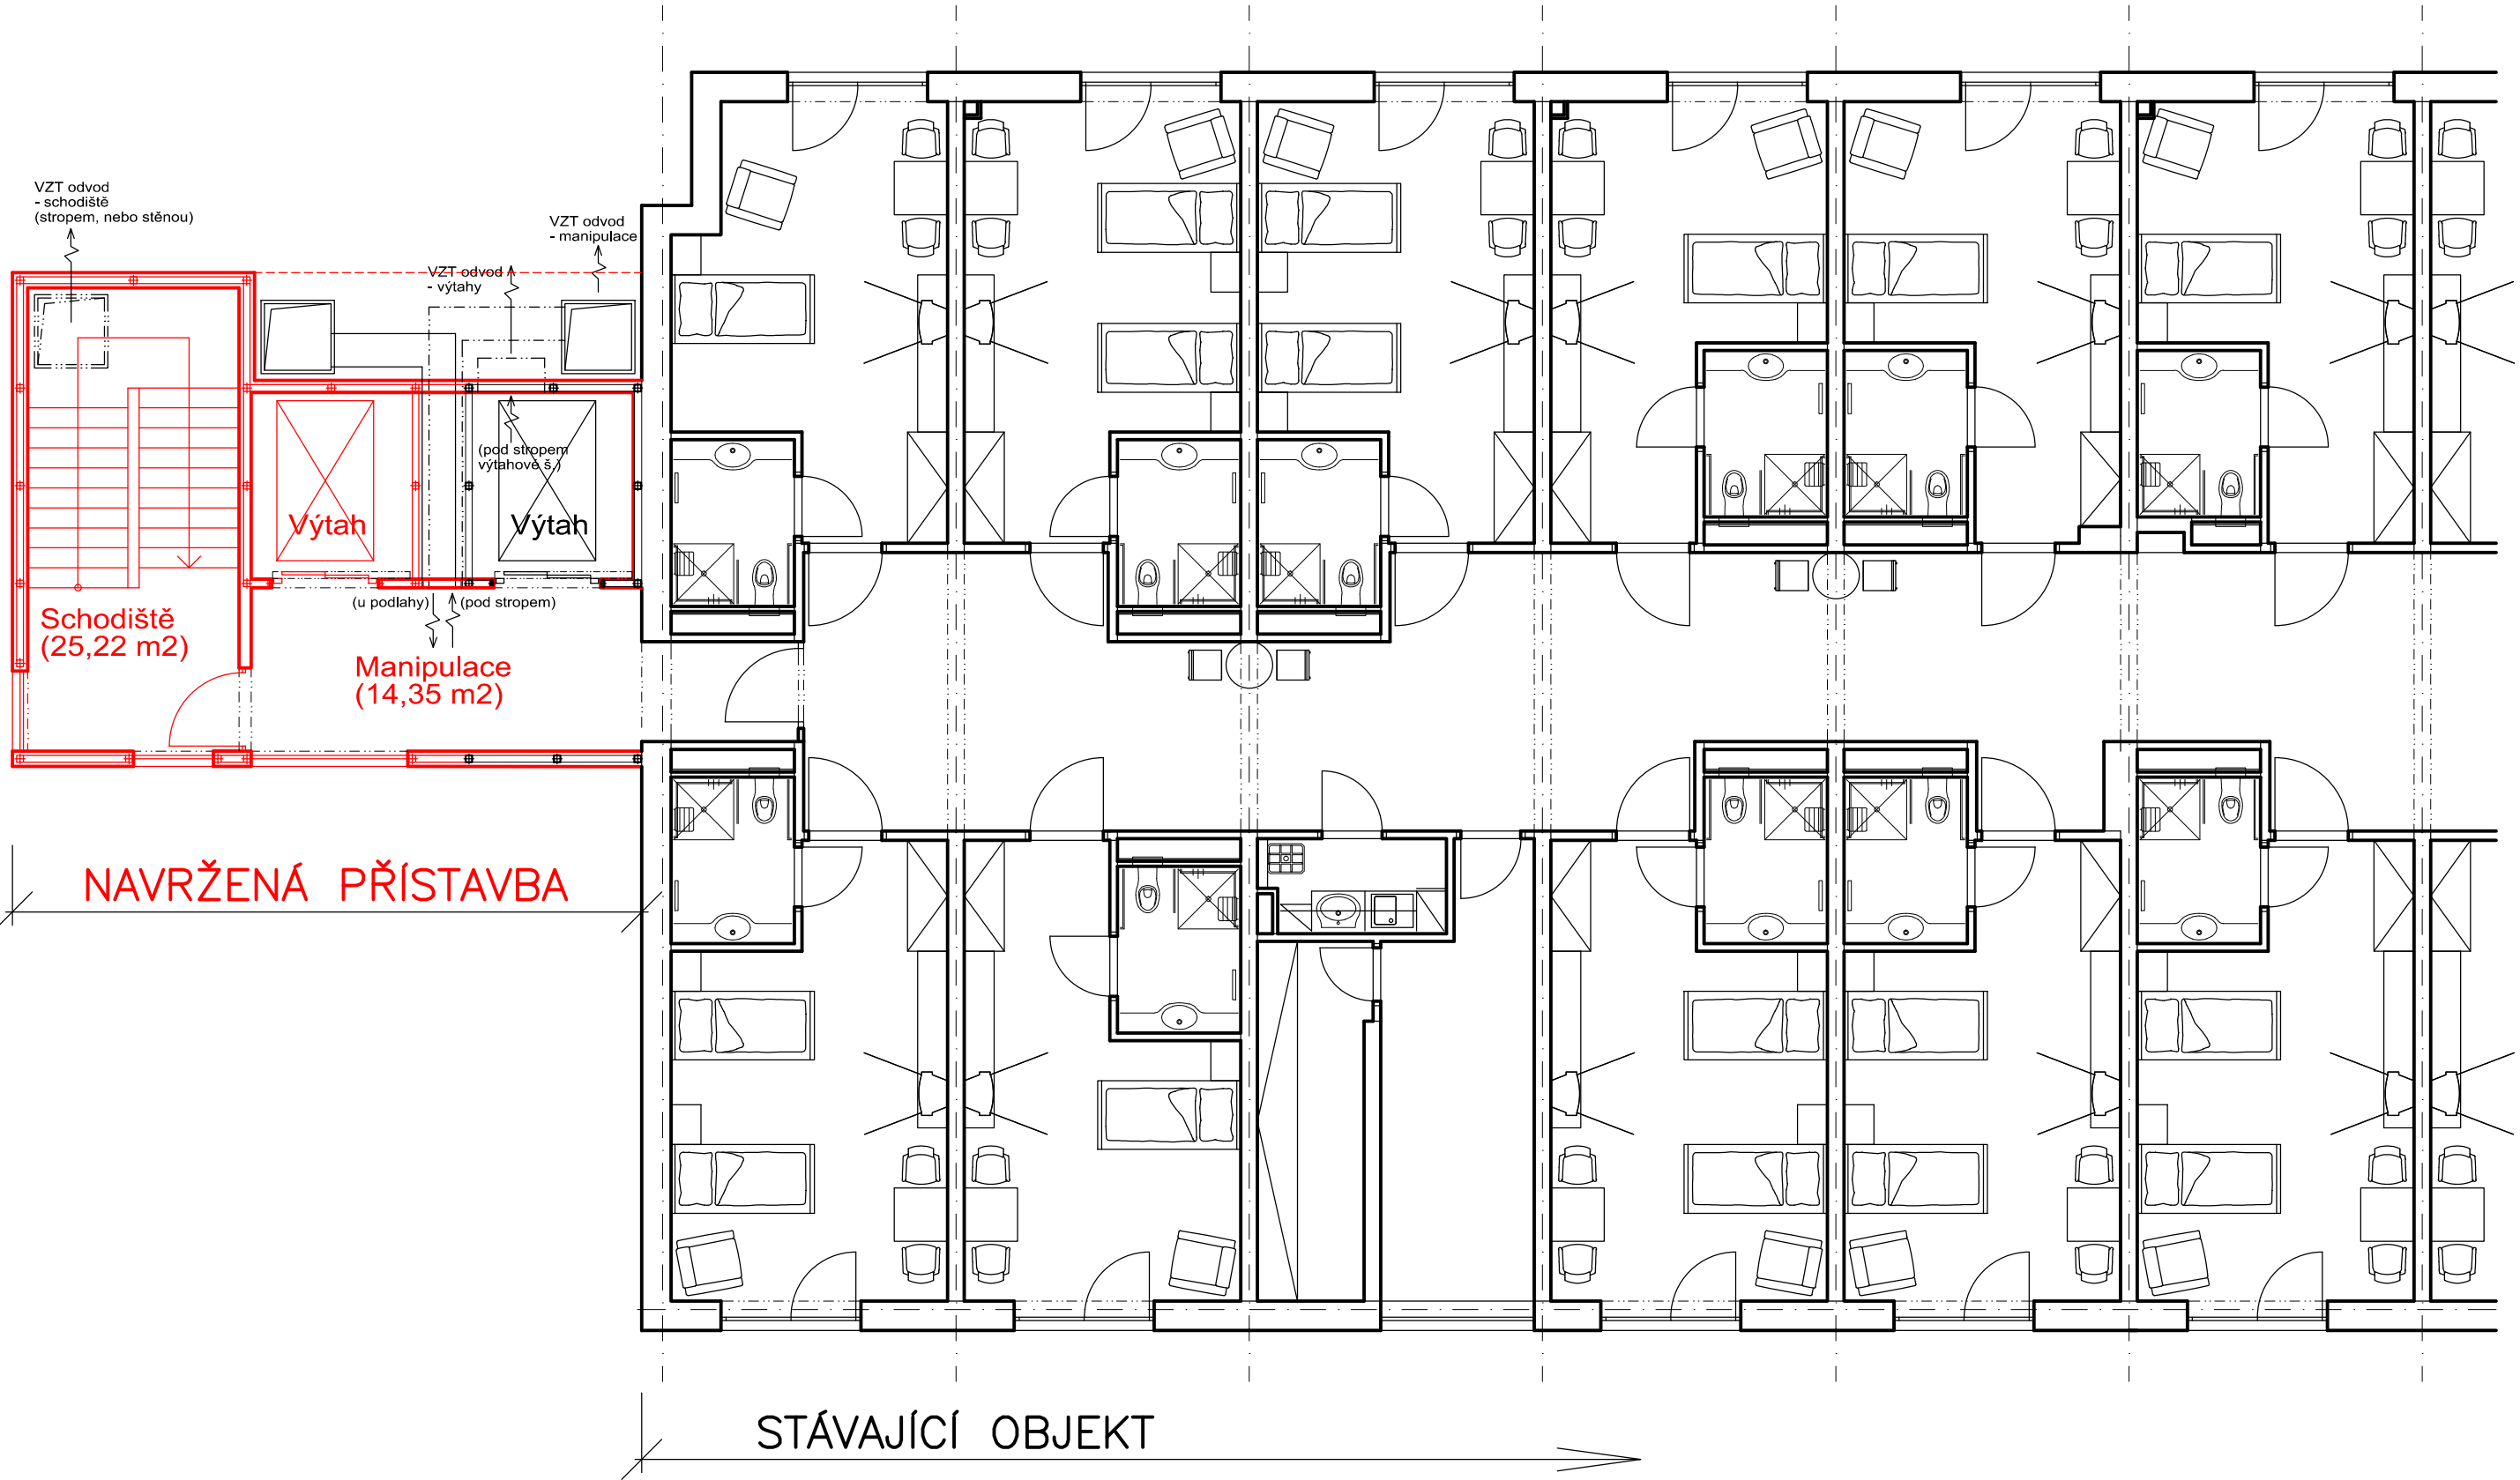 VZT odvod
- schodiště
(stropem, nebo stěnou)
VZT odvod
- manipulace
VZT odvod
- výtahy
(pod stropem
výtahové š.)
Výtah
Výtah
(u podlahy)
(pod stropem)
Schodiště
(25,22 m2)
Manipulace
(14,35 m2)
NAVRŽENÁ PŘÍSTAVBA
STÁVAJÍCÍ OBJEKT